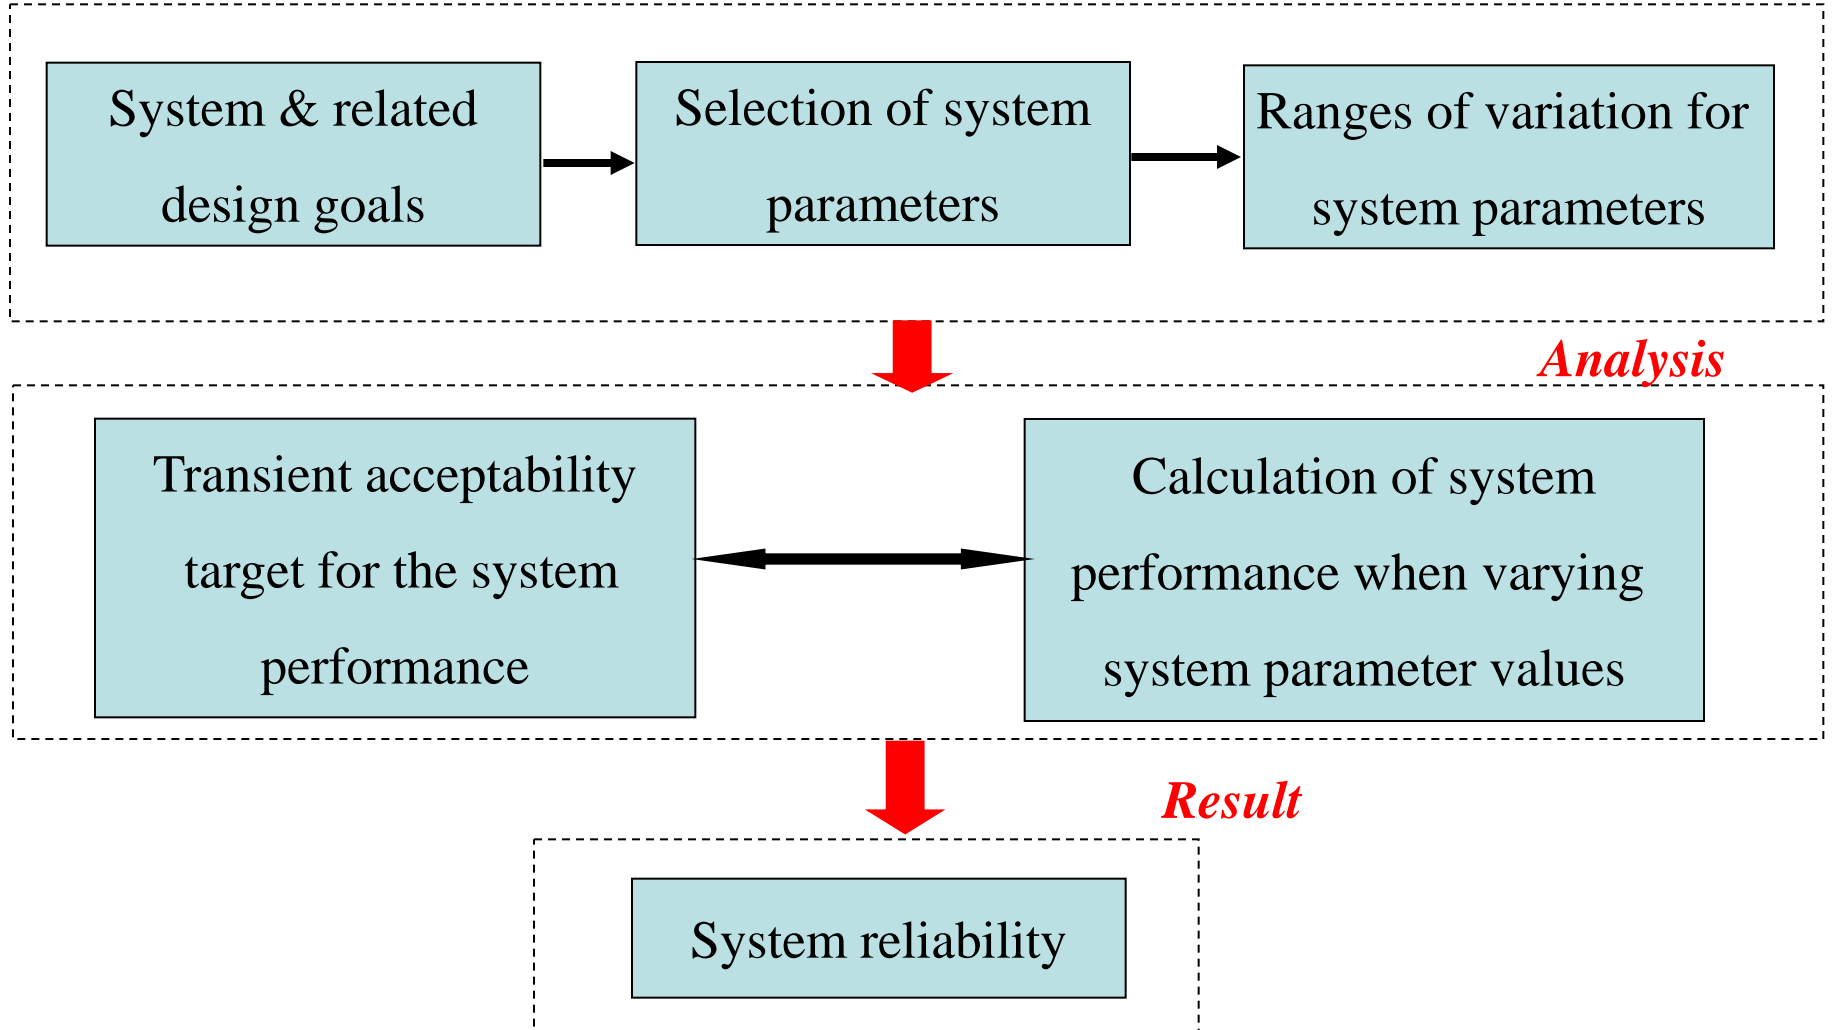 System & related
design goals
Selection of system
parameters
Ranges of variation for
system parameters
Analysis
Transient acceptability
target for the system
performance
Calculation of system
performance when varying
system parameter values
Result
System reliability